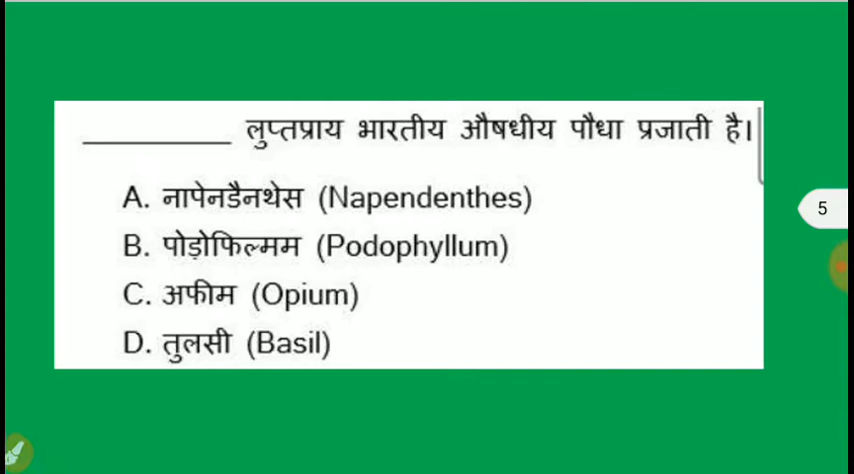 __________ लुप्तप्राय भारतीय औषधीय पौधा प्रजाती है।
A. नापेनडैनथेस (Napendenthes)
B. पोड़ोफिल्मम (Podophyllum)
C. अफीम (Opium)
D. तुलसी (Basil)
5